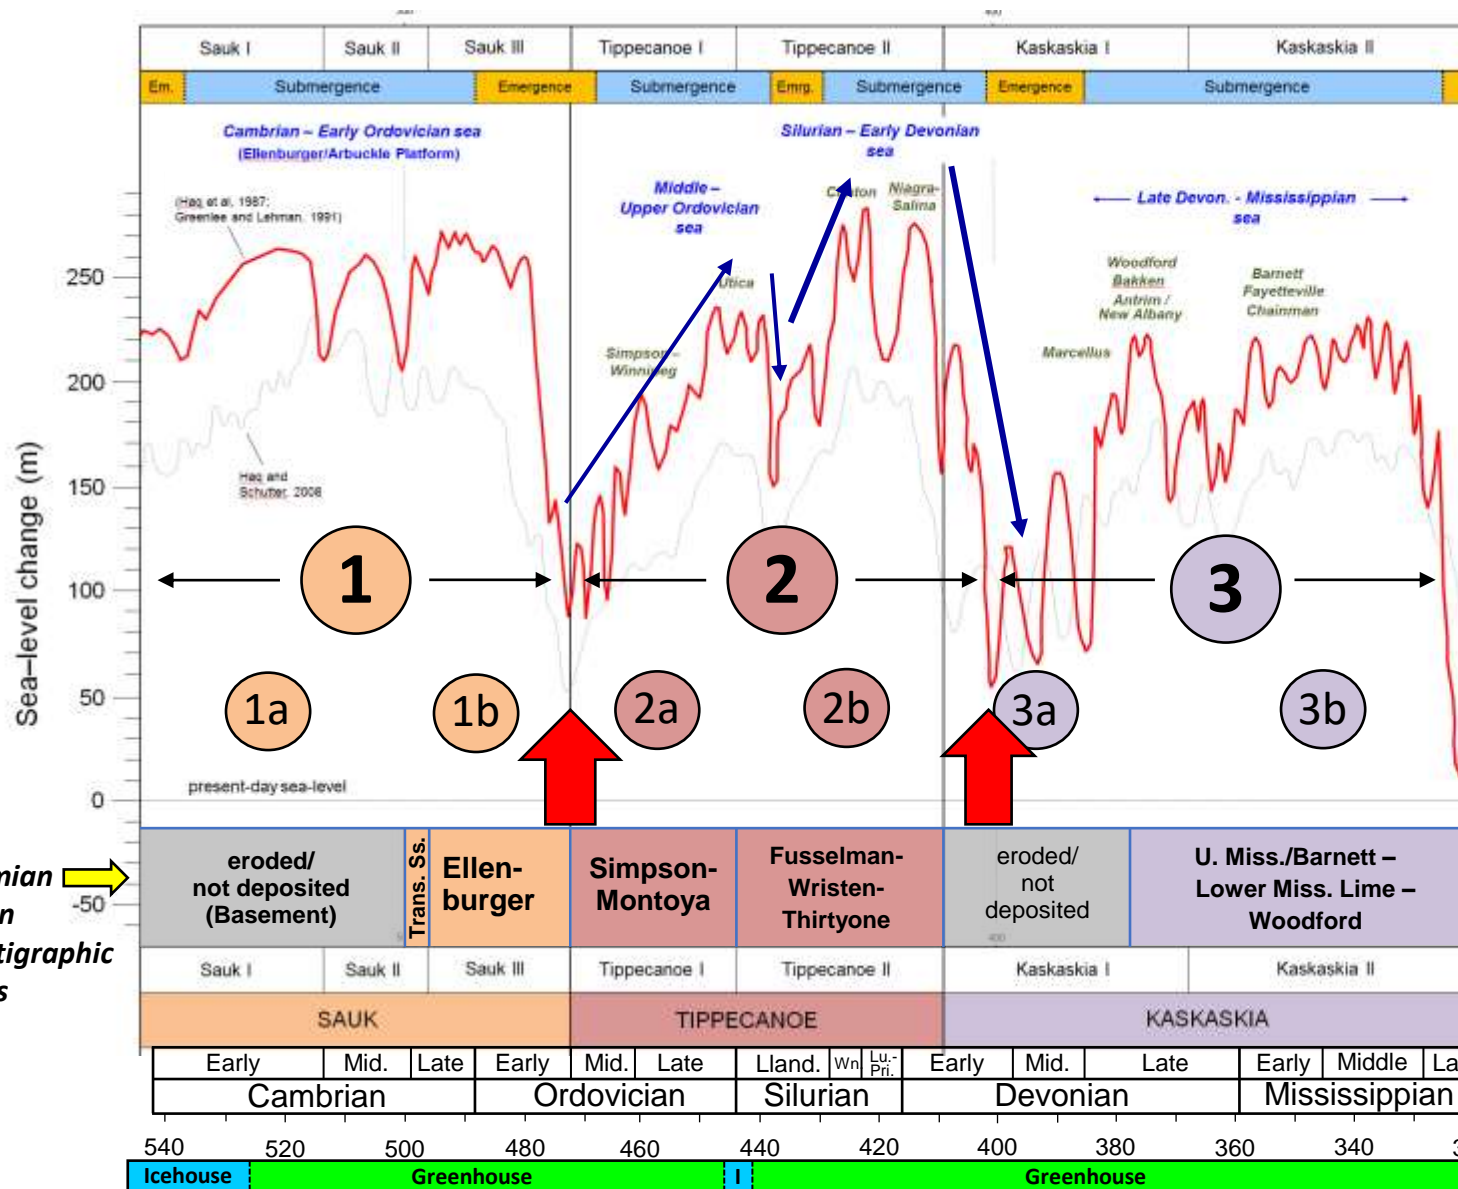 Sauk I
Sauk II
Sauk III
Tippecanoe I
Tippecanoe II
Kaskaskia I
Kaskaskia II
Em.
Submergence
Emergence
Submergence
Emrg.
Submergence
Emergence
Submergence
Cambrian – Early Ordovician sea
(Ellenburger/Arbuckle Platform)
Silurian – Early Devonian
sea
Middle –
Upper Ordovician
sea
Late Devon. - Mississippian
sea
(Haq et al, 1987;
Greenlee and Lehman, 1991)
Niagra-
Salina
Utica
Simpson –
Winnipeg
Woodford
Bakken
Antrim /
New Albany
Marcellus
Barnett
Fayetteville
Chainman
Haq and
Schutter, 2008
Sea–level change (m)
250
200
150
100
50
0
-50
1
2
3
1a
1b
2a
2b
3a
3b
present-day sea-level
eroded/
not deposited
(Basement)
Trans. Ss.
Ellen-
burger
Simpson-
Montoya
Fusselman-
Wristen-
Thirtyone
eroded/
not
deposited
400
U. Miss./Barnett –
Lower Miss. Lime –
Woodford
mian
n
tigraphic
s
Sauk I
Sauk II
Sauk III
Tippecanoe I
Tippecanoe II
Kaskaskia I
Kaskaskia II
SAUK
TIPPECANOE
KASKASKIA
Early
Mid.
Late
Early
Mid.
Late
Lland.
Wn.
Lu.-
Pri.
Early
Mid.
Late
Early
Middle
La
Cambrian
Ordovician
Silurian
Devonian
Mississippian
540
520
500
480
460
440
420
400
380
360
340
3
Icehouse
Greenhouse
I
Greenhouse